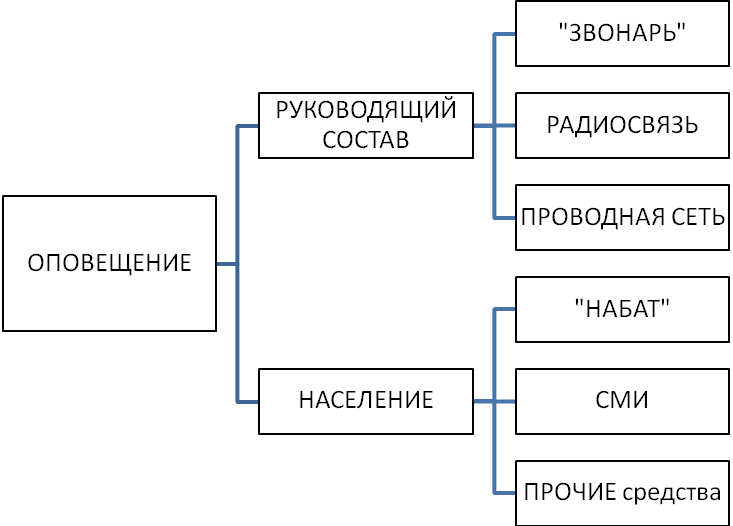 ОПОВЕЩЕНИЕ
РУКОВОДЯЩИЙ
СОСТАВ
"ЗВОНАРЬ"
РАДИОСВЯЗЬ
ПРОВОДНАЯ СЕТЬ
НАСЕЛЕНИЕ
"НАБАТ"
СМИ
ПРОЧИЕ средства